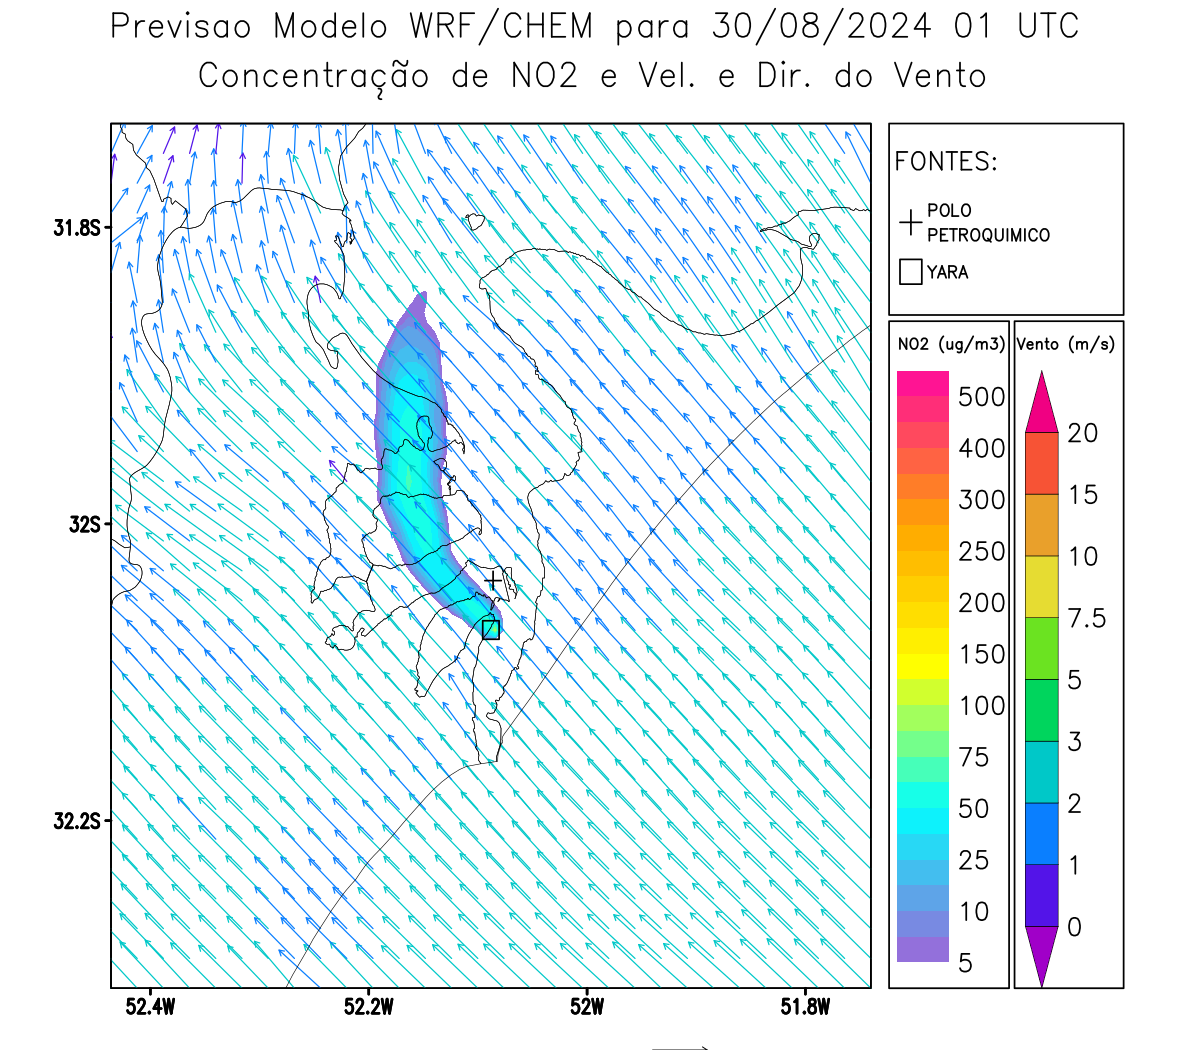 Previsao Modelo WRF/CHEM para 30/08/2024 01 UTC
Concentração de NO2 e Vel. e Dir. do Vento
FONTES:
POLO
PETROQUIMICO
YARA
NO2 (ug/m3)
500
400
300
250
200
150
100
75
50
25
10
5
Vento (m/s)
20
15
10
7.5
5
3
2
1
0
31.8S
32S
32.2S
52.4W
52.2W
52W
51.8W